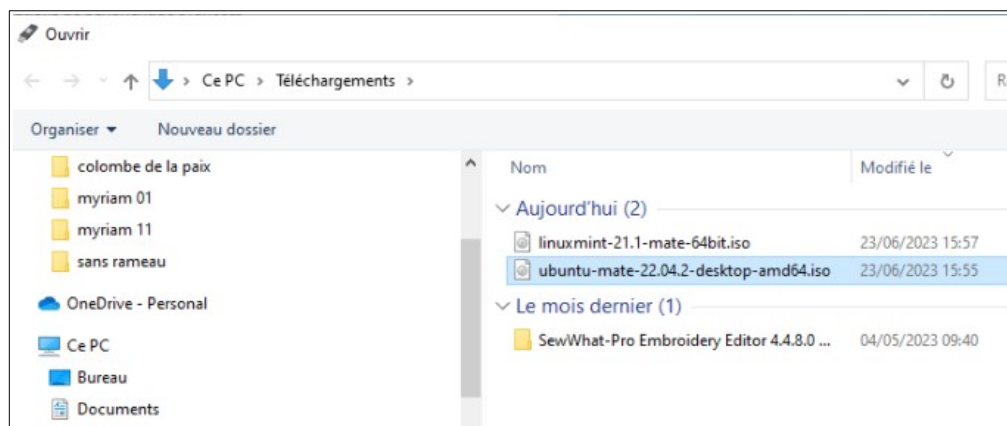 Ouvrir
Ce PC > Téléchargements >
R
Organiser Nouveau dossier
colombe de la paix
myriam 01
myriam 11
sans rameau
OneDrive - Personal
Ce PC
Bureau
Documents
Nom Modifié le
Aujourd'hui (2)
linuxmint-21.1-mate-64bit.iso 23/06/2023 15:57
ubuntu-mate-22.04.2-desktop-amd64.iso 23/06/2023 15:55
Le mois dernier (1)
SewWhat-Pro Embroidery Editor 4.4.8.0 ... 04/05/2023 09:40